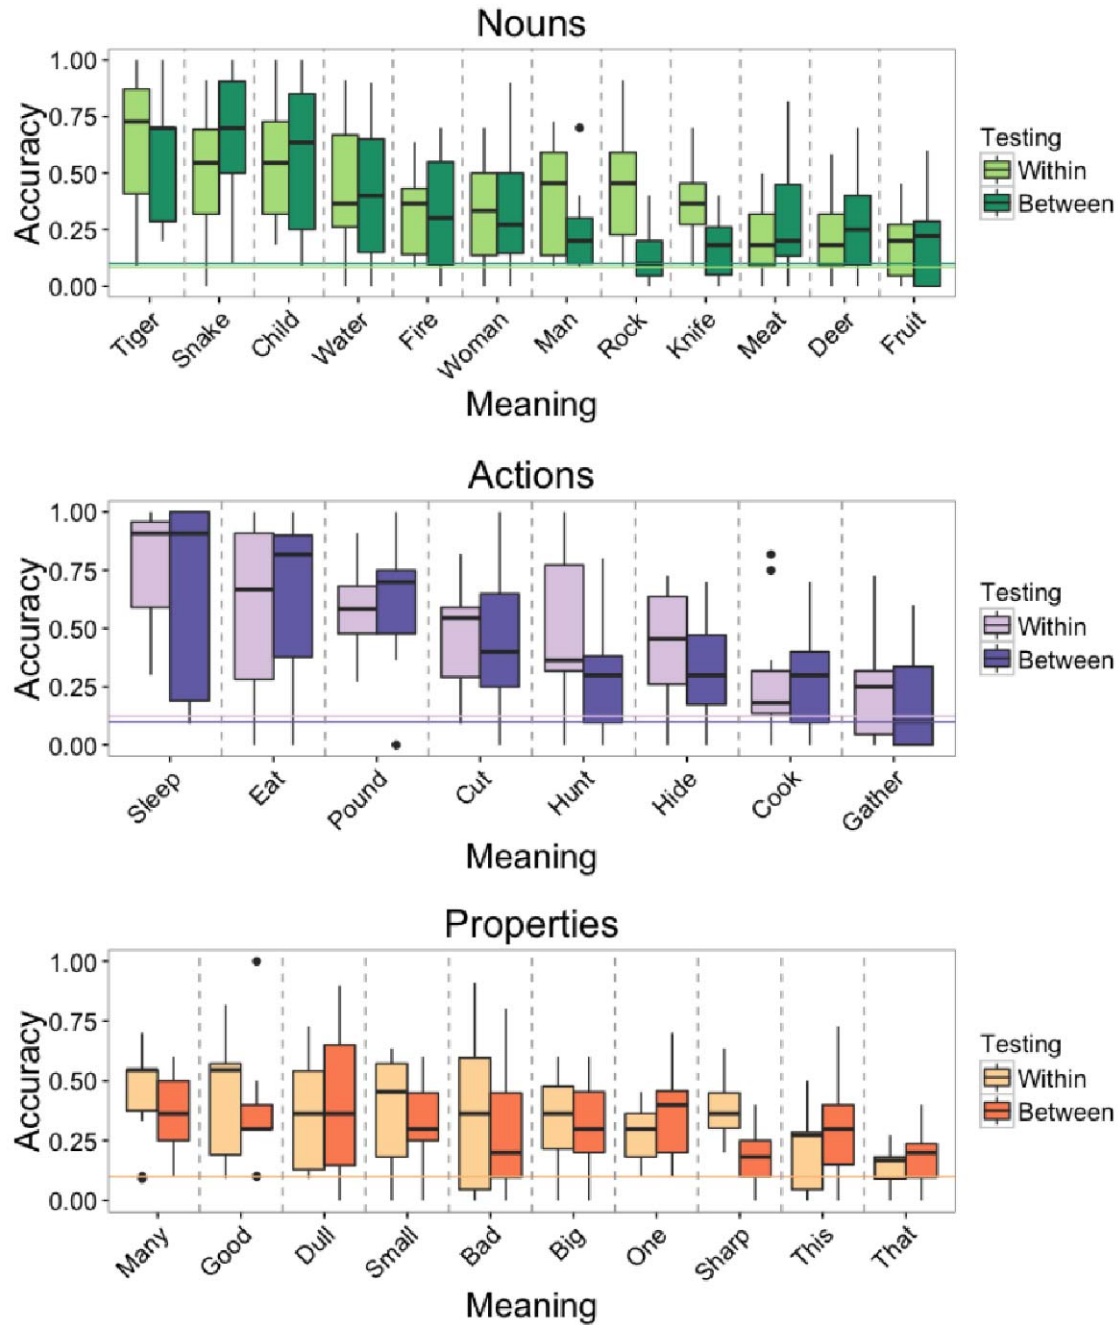 Nouns
Accuracy
1.00
0.75
0.50
0.25
0.00
Tiger
Snake
Child
Water
Fire
Woman
Man
Rock
Knife
Meat
Deer
Fruit
Meaning
Testing
Within
Between
Actions
Accuracy
1.00
0.75
0.50
0.25
0.00
Sleep
Eat
Pound
Cut
Hunt
Hide
Cook
Gather
Meaning
Testing
Within
Between
Properties
Accuracy
1.00
0.75
0.50
0.25
0.00
Many
Good
Dull
Small
Bad
Big
One
Sharp
This
That
Meaning
Testing
Within
Between